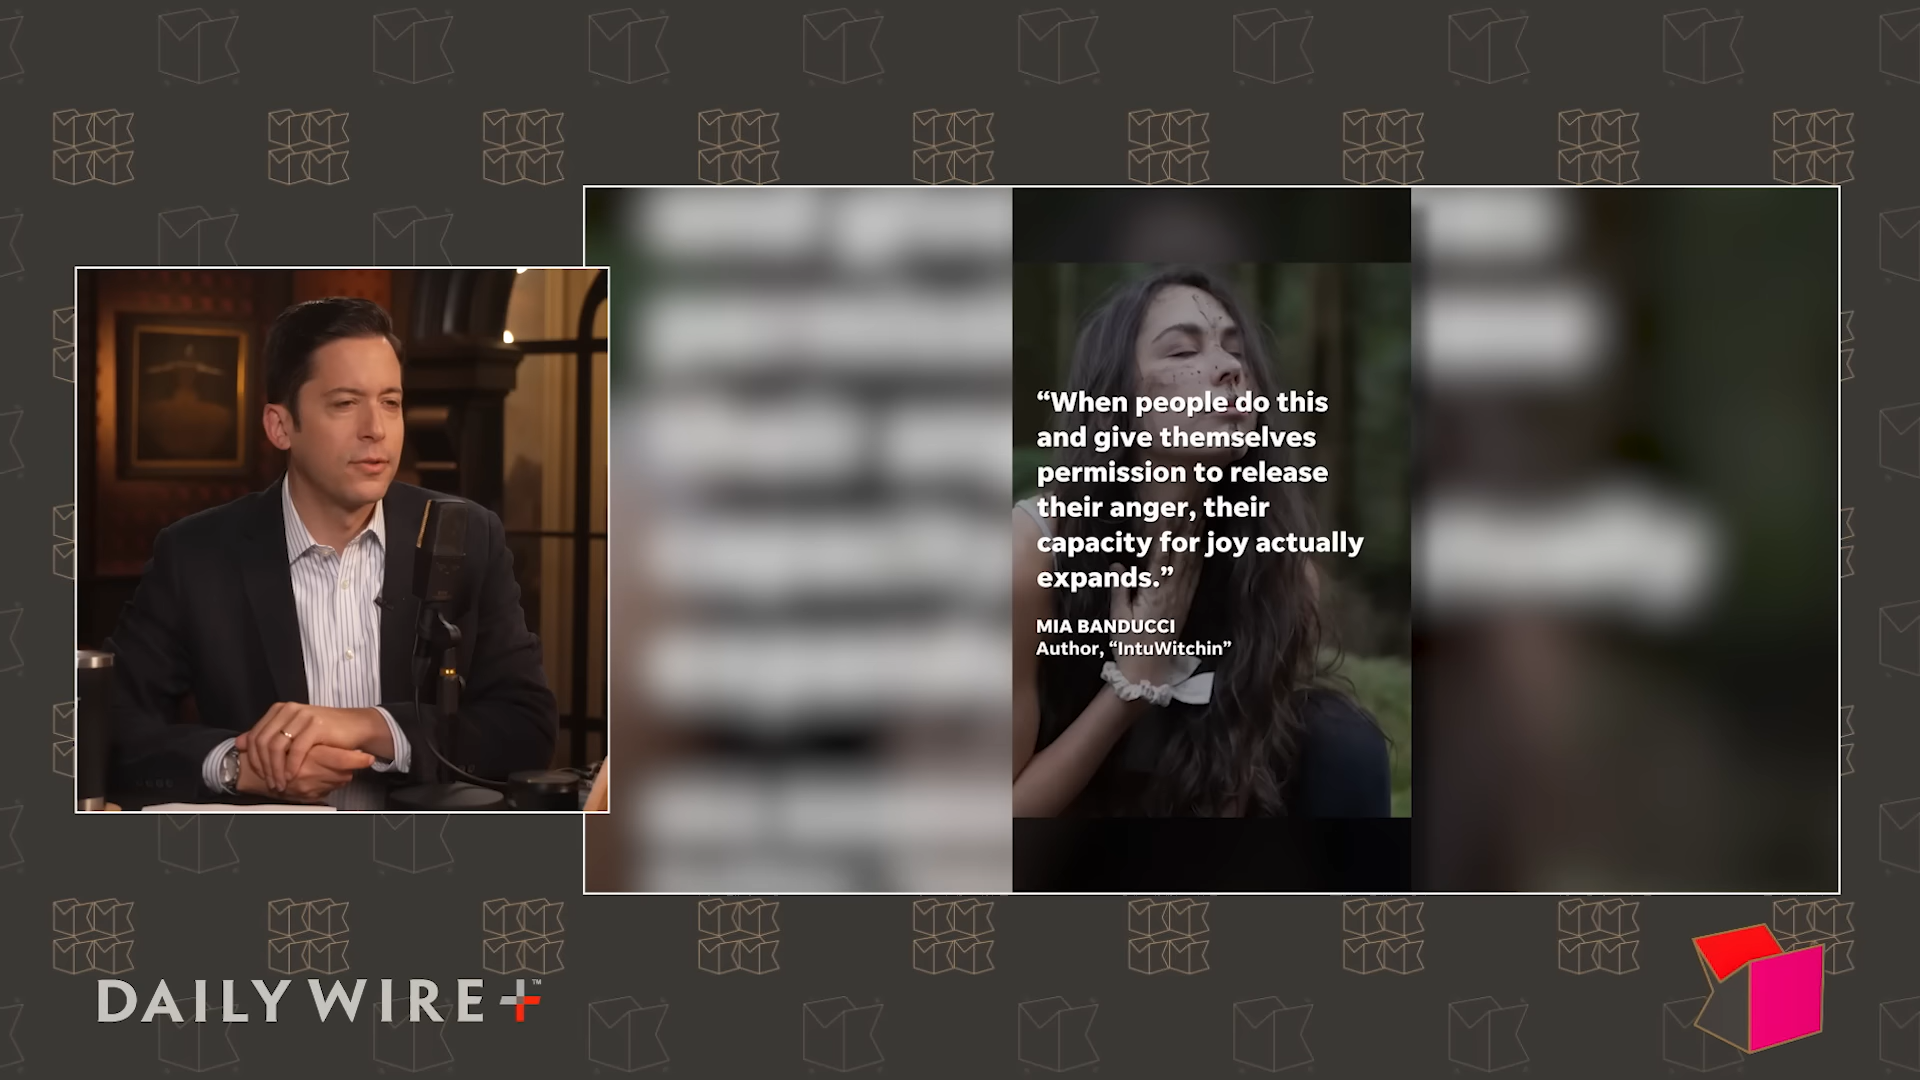 “When people do this
and give themselves
permission to release
their anger, their
capacity for joy actually
expands.”
MIA BANDUCCI
Author, “IntuWitchin”
DAILY WIRE +™